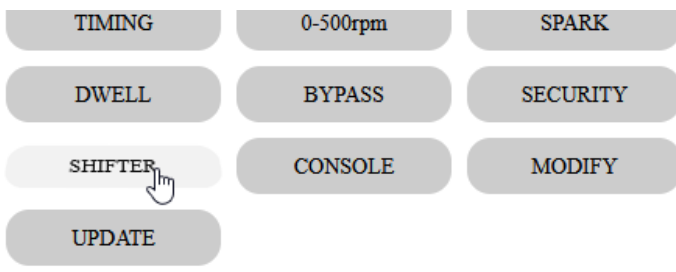 TIMING 0-500rpm SPARK
DWELL BYPASS SECURITY
SHIFTER CONSOLE MODIFY
UPDATE